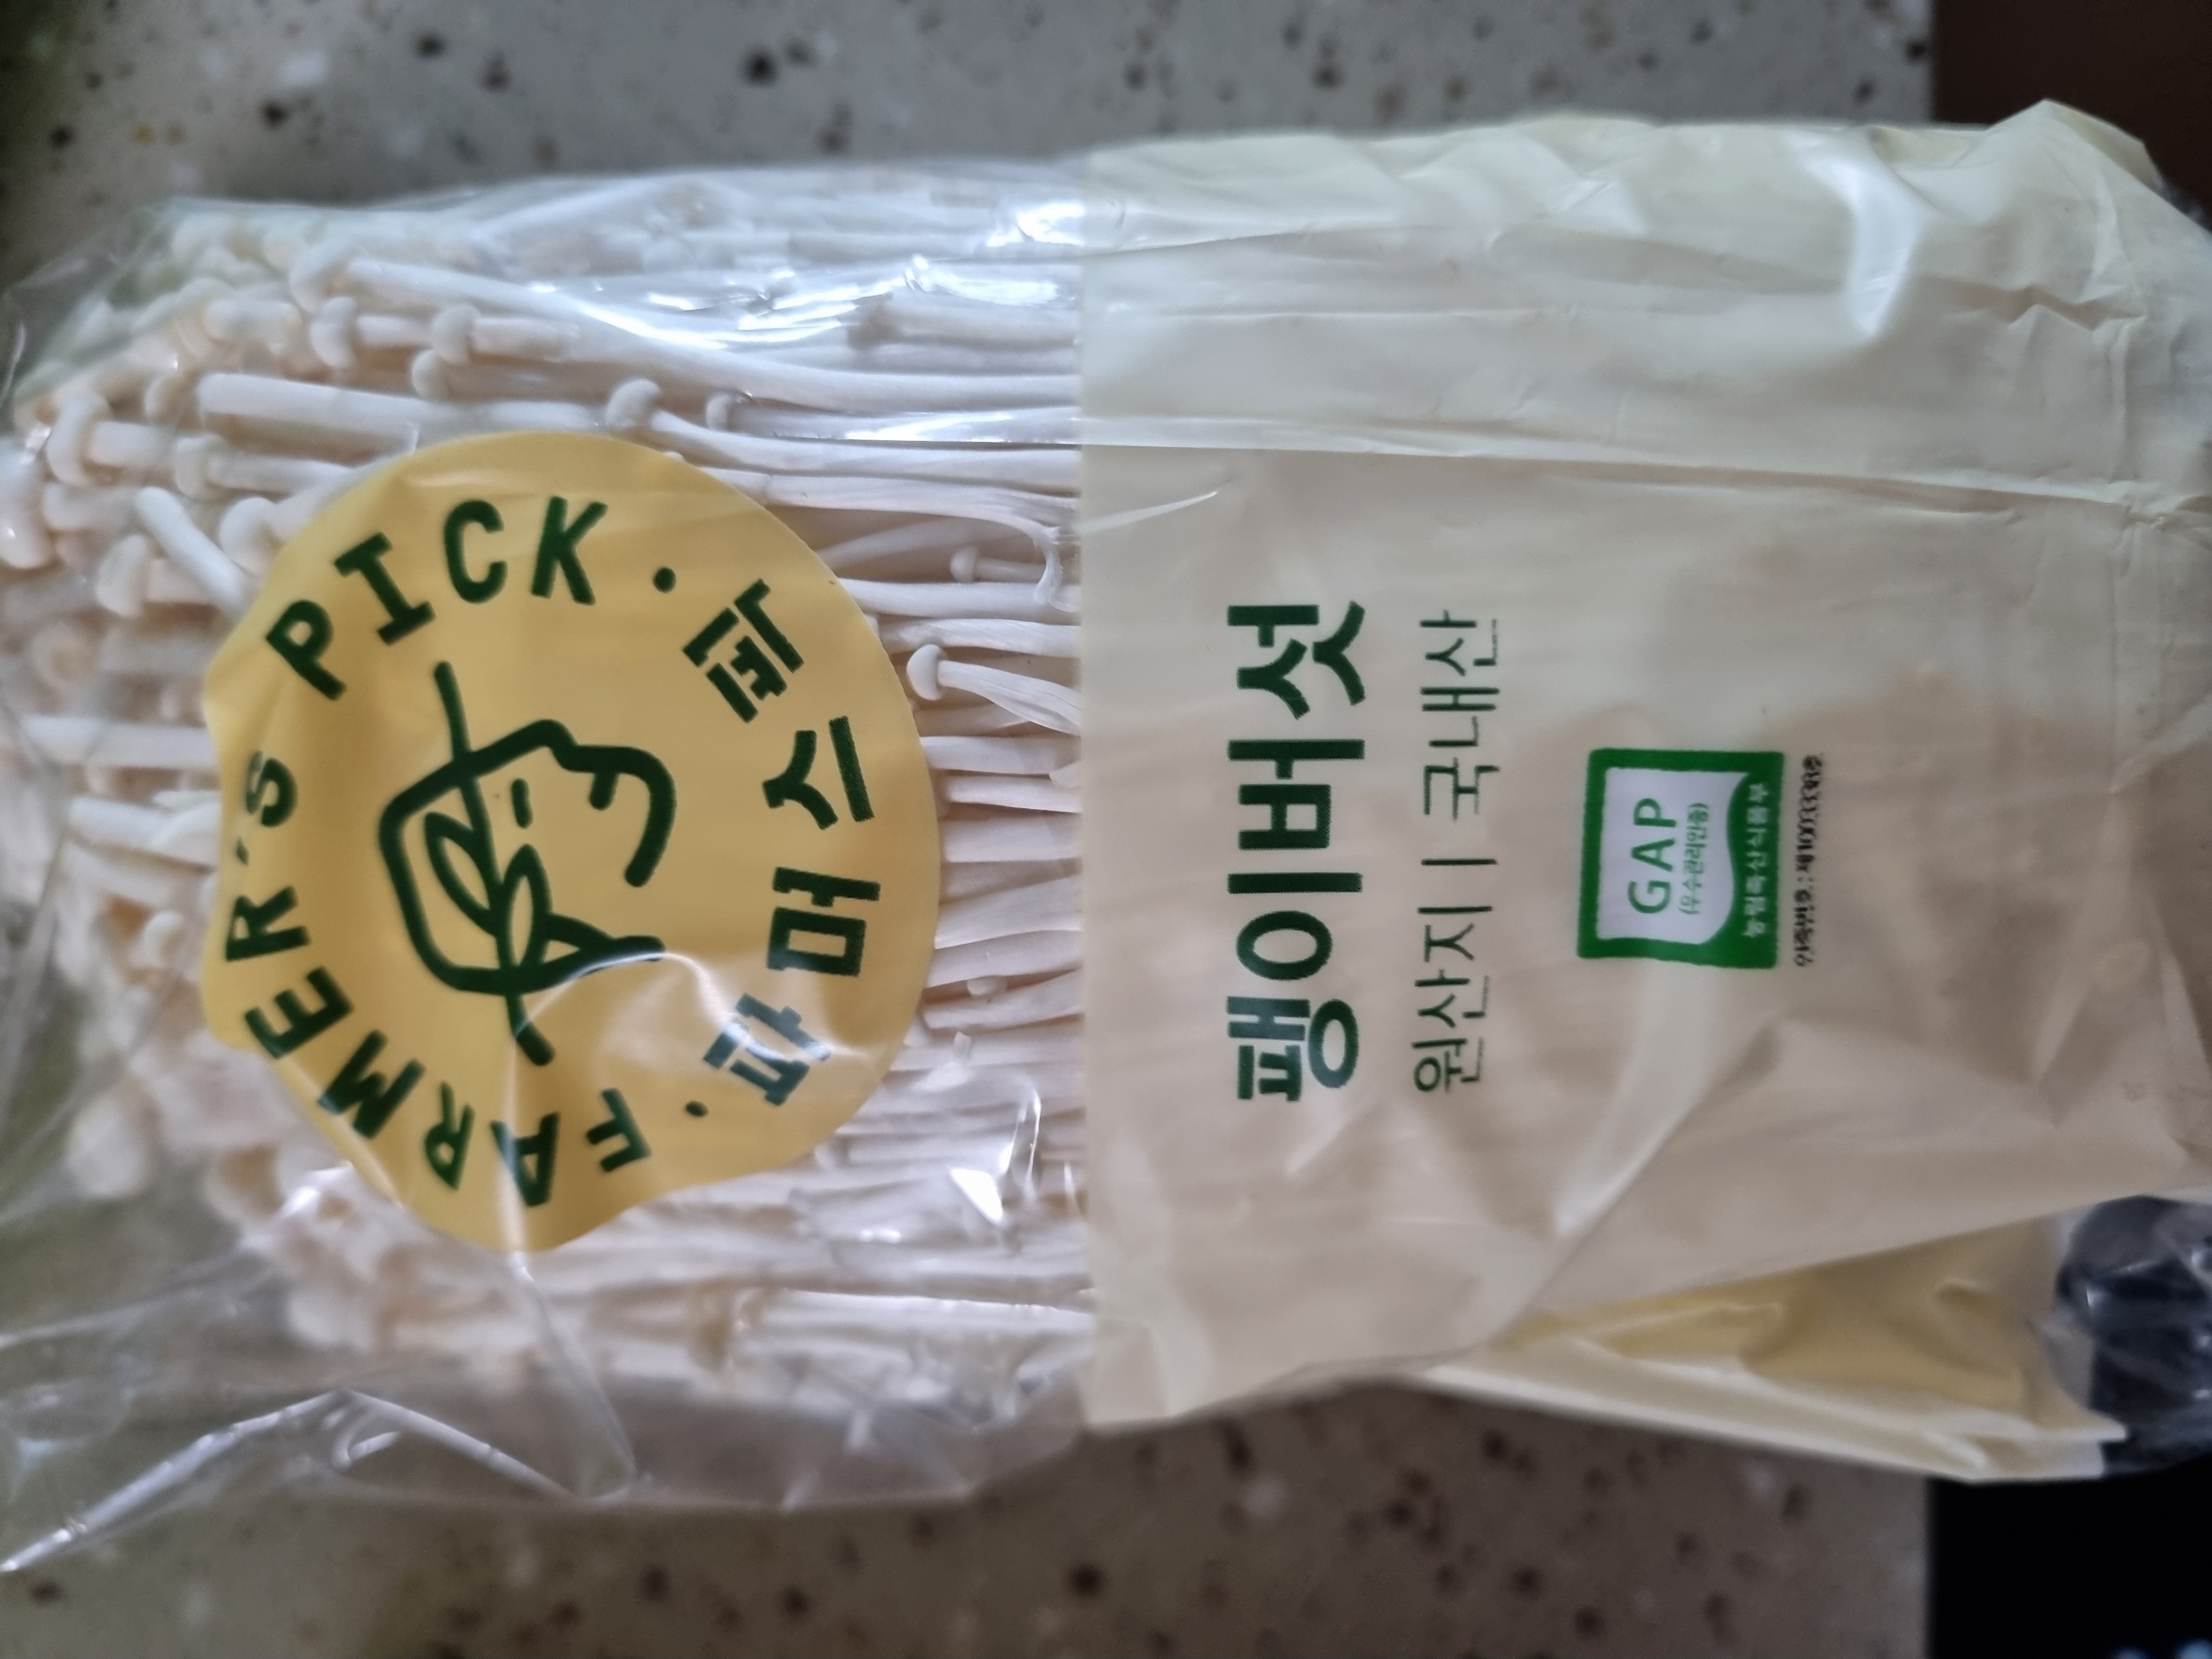 FARMER'S PICK.
파머스픽
팽이버섯
원산지 | 국내산
GAP
(우수관리인증)
농림축산식품부